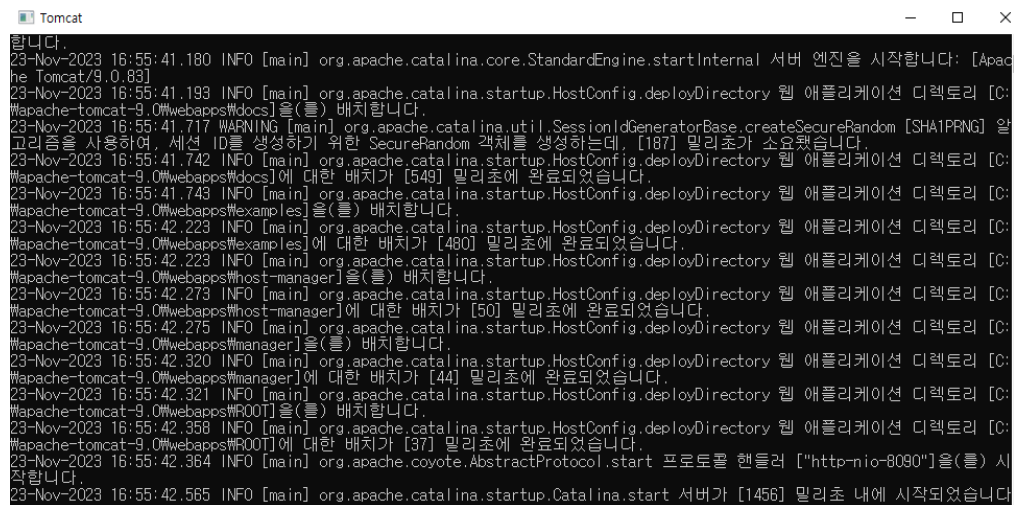 Tomcat
합니다.
23-Nov-2023 16:55:41.180 INFO [main] org.apache.catalina.core.StandardEngine.startInternal 서버 엔진을 시작합니다: [Apac
he Tomcat/9.0.83]
23-Nov-2023 16:55:41.193 INFO [main] org.apache.catalina.startup.HostConfig.deployDirectory 웹 애플리케이션 디렉토리 [C:
₩apache-tomcat-9.0₩webapps₩docs]을(를) 배치합니다.
23-Nov-2023 16:55:41.717 WARNING [main] org.apache.catalina.util.SessionIdGeneratorBase.createSecureRandom [SHA1PRNG] 알
고리즘을 사용하여, 세션 ID를 생성하기 위한 SecureRandom 객체를 생성하는데, [187] 밀리초가 소요됐습니다.
23-Nov-2023 16:55:41.742 INFO [main] org.apache.catalina.startup.HostConfig.deployDirectory 웹 애플리케이션 디렉토리 [C:
₩apache-tomcat-9.0₩webapps₩docs]에 대한 배치가 [549] 밀리초에 완료되었습니다.
23-Nov-2023 16:55:41.743 INFO [main] org.apache.catalina.startup.HostConfig.deployDirectory 웹 애플리케이션 디렉토리 [C:
₩apache-tomcat-9.0₩webapps₩examples]을(를) 배치합니다.
23-Nov-2023 16:55:42.223 INFO [main] org.apache.catalina.startup.HostConfig.deployDirectory 웹 애플리케이션 디렉토리 [C:
₩apache-tomcat-9.0₩webapps₩examples]에 대한 배치가 [480] 밀리초에 완료되었습니다.
23-Nov-2023 16:55:42.223 INFO [main] org.apache.catalina.startup.HostConfig.deployDirectory 웹 애플리케이션 디렉토리 [C:
₩apache-tomcat-9.0₩webapps₩host-manager]을(를) 배치합니다.
23-Nov-2023 16:55:42.273 INFO [main] org.apache.catalina.startup.HostConfig.deployDirectory 웹 애플리케이션 디렉토리 [C:
₩apache-tomcat-9.0₩webapps₩host-manager]에 대한 배치가 [50] 밀리초에 완료되었습니다.
23-Nov-2023 16:55:42.275 INFO [main] org.apache.catalina.startup.HostConfig.deployDirectory 웹 애플리케이션 디렉토리 [C:
₩apache-tomcat-9.0₩webapps₩manager]을(를) 배치합니다.
23-Nov-2023 16:55:42.320 INFO [main] org.apache.catalina.startup.HostConfig.deployDirectory 웹 애플리케이션 디렉토리 [C:
₩apache-tomcat-9.0₩webapps₩manager]에 대한 배치가 [44] 밀리초에 완료되었습니다.
23-Nov-2023 16:55:42.321 INFO [main] org.apache.catalina.startup.HostConfig.deployDirectory 웹 애플리케이션 디렉토리 [C:
₩apache-tomcat-9.0₩webapps₩ROOT]을(를) 배치합니다.
23-Nov-2023 16:55:42.358 INFO [main] org.apache.catalina.startup.HostConfig.deployDirectory 웹 애플리케이션 디렉토리 [C:
₩apache-tomcat-9.0₩webapps₩ROOT]에 대한 배치가 [37] 밀리초에 완료되었습니다.
23-Nov-2023 16:55:42.364 INFO [main] org.apache.coyote.AbstractProtocol.start 프로토콜 핸들러 ["http-nio-8090"]을(를) 시
작합니다.
23-Nov-2023 16:55:42.565 INFO [main] org.apache.catalina.startup.Catalina.start 서버가 [1456] 밀리초 내에 시작되었습니다